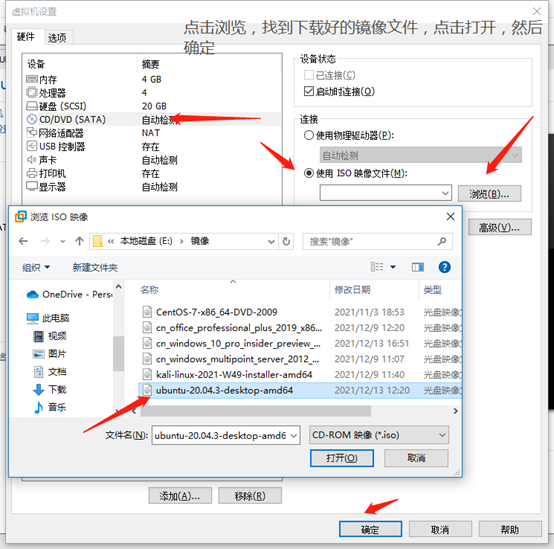 虚拟机设置
硬件 选项
点击浏览，找到下载好的镜像文件，点击打开，然后
确定
设备 摘要
内存 4 GB
处理器 4
硬盘 (SCSI) 20 GB
CD/DVD (SATA) 自动检测
网络适配器 NAT
USB 控制器 存在
声卡 自动检测
打印机 存在
显示器 自动检测
设备状态
已连接(C)
启动时连接(O)
连接
使用物理驱动器(P):
自动检测
使用 ISO 映像文件(M):
浏览(B)...
高级(V)...
浏览 ISO 映像
本地磁盘 (E:) 镜像
搜索"镜像"
组织 新建文件夹
名称 修改日期 类型
OneDrive - Perso
此电脑
视频
图片
文档
下载
音乐
CentOS-7-x86_64-DVD-2009 2021/11/3 18:53 光盘映像文
cn_office_professional_plus_2019_x86... 2021/12/9 12:20 光盘映像文
cn_windows_10_pro_insider_preview_... 2021/12/13 16:51 光盘映像文
cn_windows_multipoint_server_2012_... 2021/12/9 11:07 光盘映像文
kali-linux-2021-W49-installer-amd64 2021/12/9 11:40 光盘映像文
ubuntu-20.04.3-desktop-amd64 2021/12/13 12:20 光盘映像文
文件名(N): ubuntu-20.04.3-desktop-amd6 CD-ROM 映像 (*.iso)
打开(O) 取消
添加(A)... 移除(R)
确定 取消 帮助